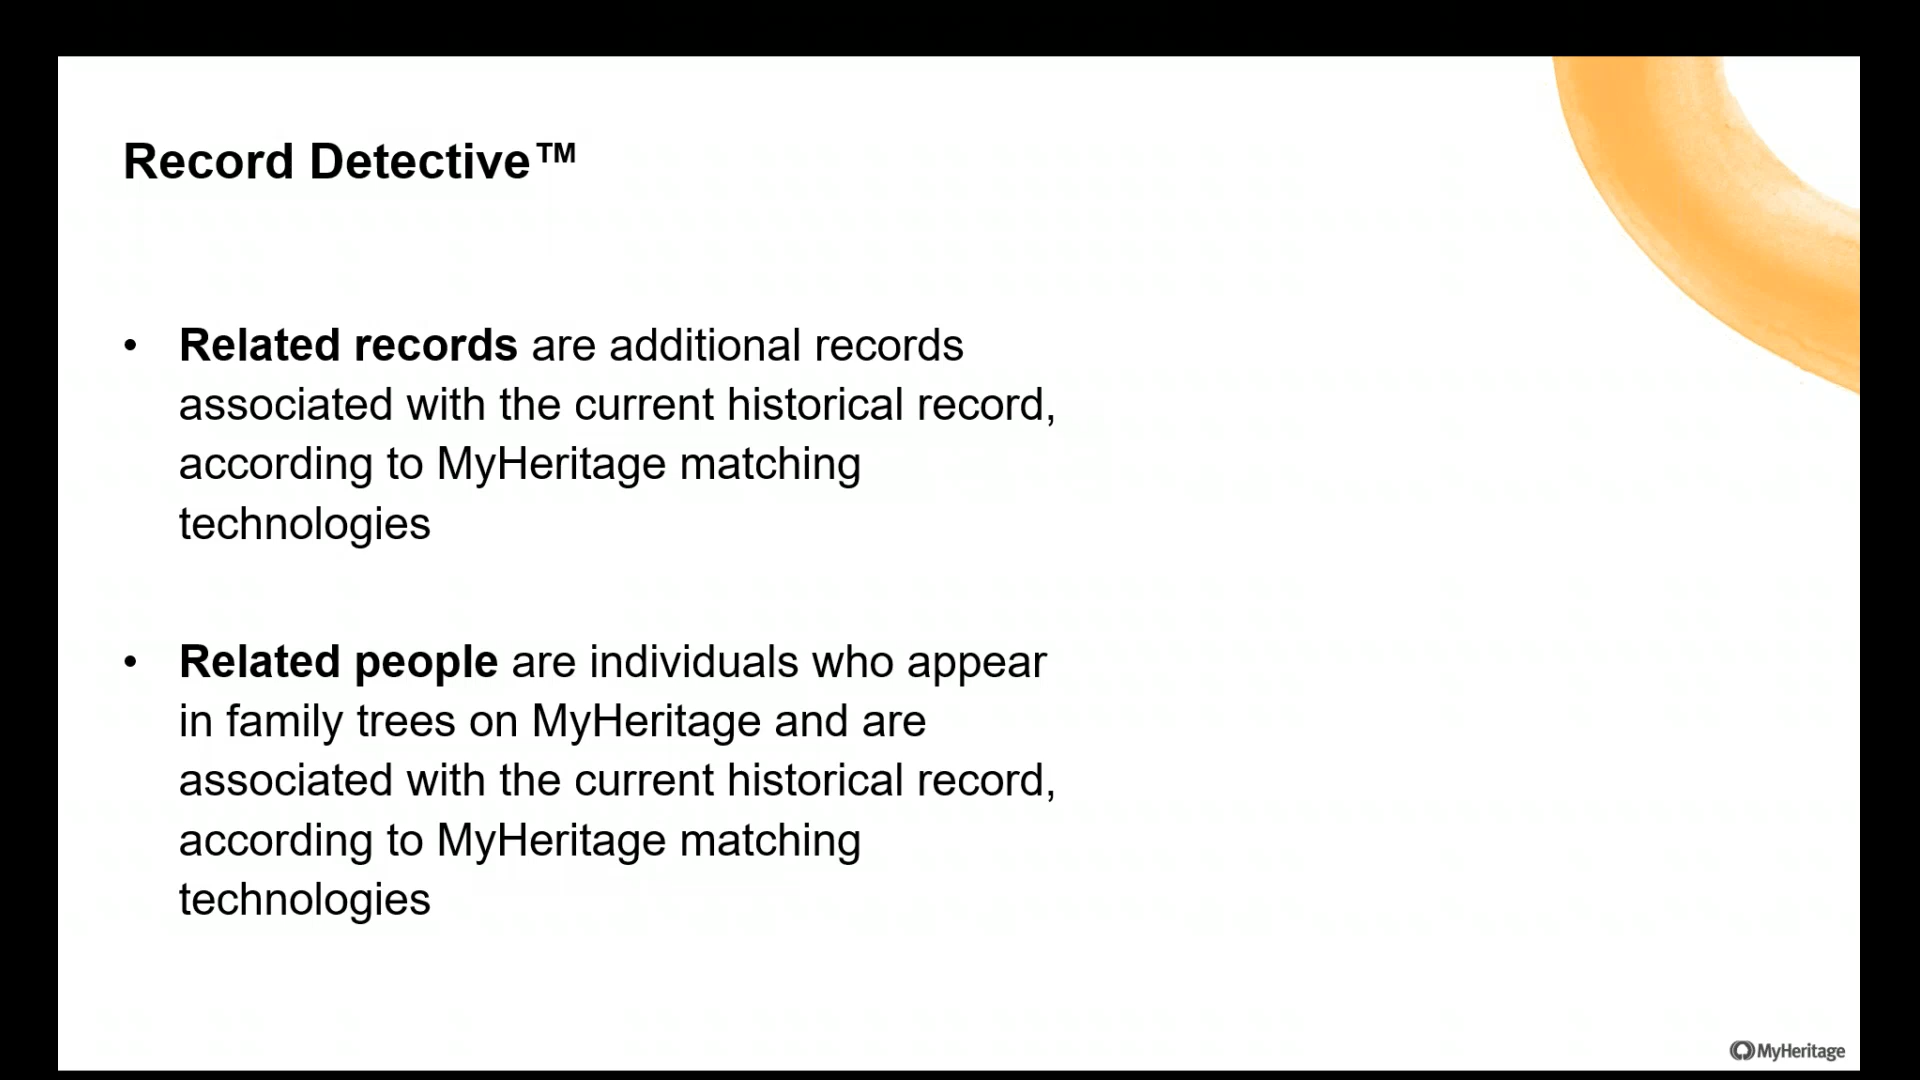 Record Detective™
• Related records are additional records
associated with the current historical record,
according to MyHeritage matching
technologies
• Related people are individuals who appear
in family trees on MyHeritage and are
associated with the current historical record,
according to MyHeritage matching
technologies
MyHeritage